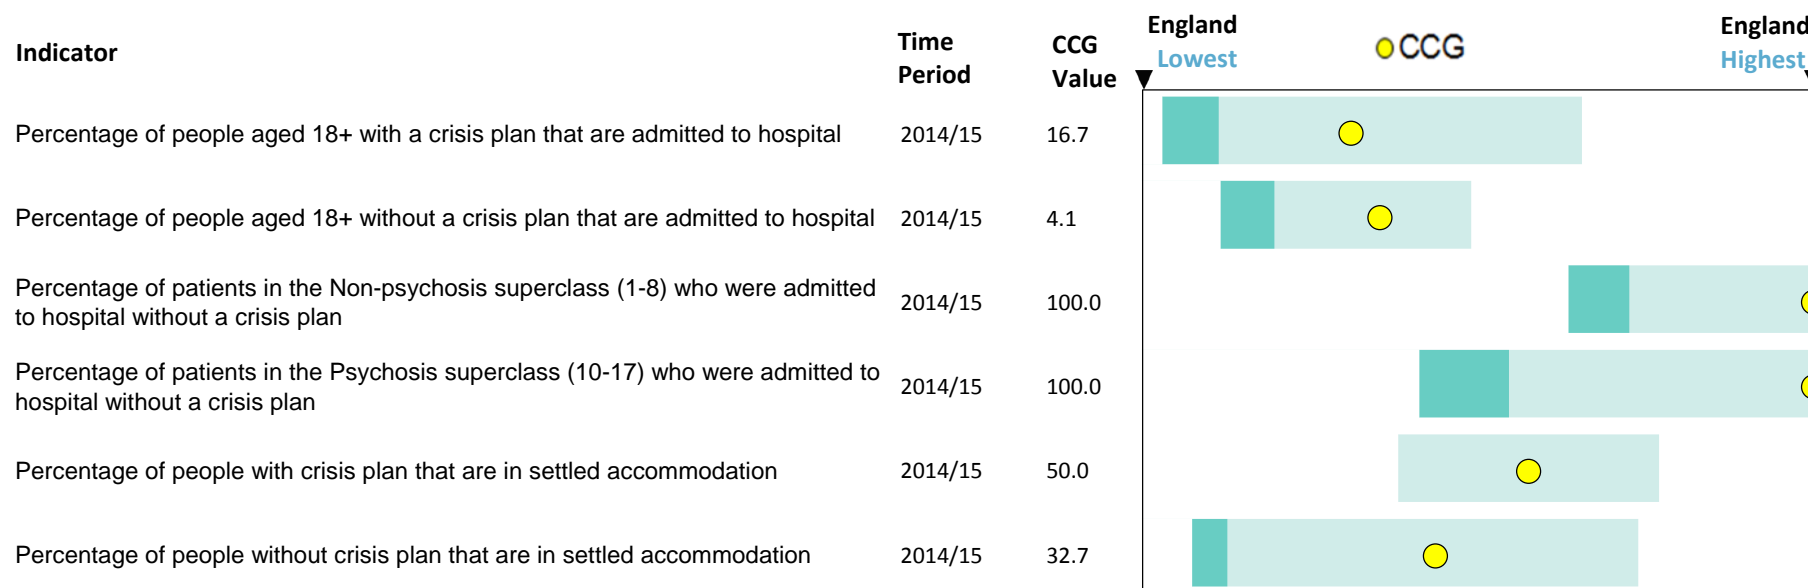 Indicator
Time Period
CCG Value
England Lowest
CCG
England Highest
Percentage of people aged 18+ with a crisis plan that are admitted to hospital 2014/15 16.7
Percentage of people aged 18+ without a crisis plan that are admitted to hospital 2014/15 4.1
Percentage of patients in the Non-psychosis superclass (1-8) who were admitted
to hospital without a crisis plan
2014/15 100.0
Percentage of patients in the Psychosis superclass (10-17) who were admitted to
hospital without a crisis plan
2014/15 100.0
Percentage of people with crisis plan that are in settled accommodation 2014/15 50.0
Percentage of people without crisis plan that are in settled accommodation 2014/15 32.7